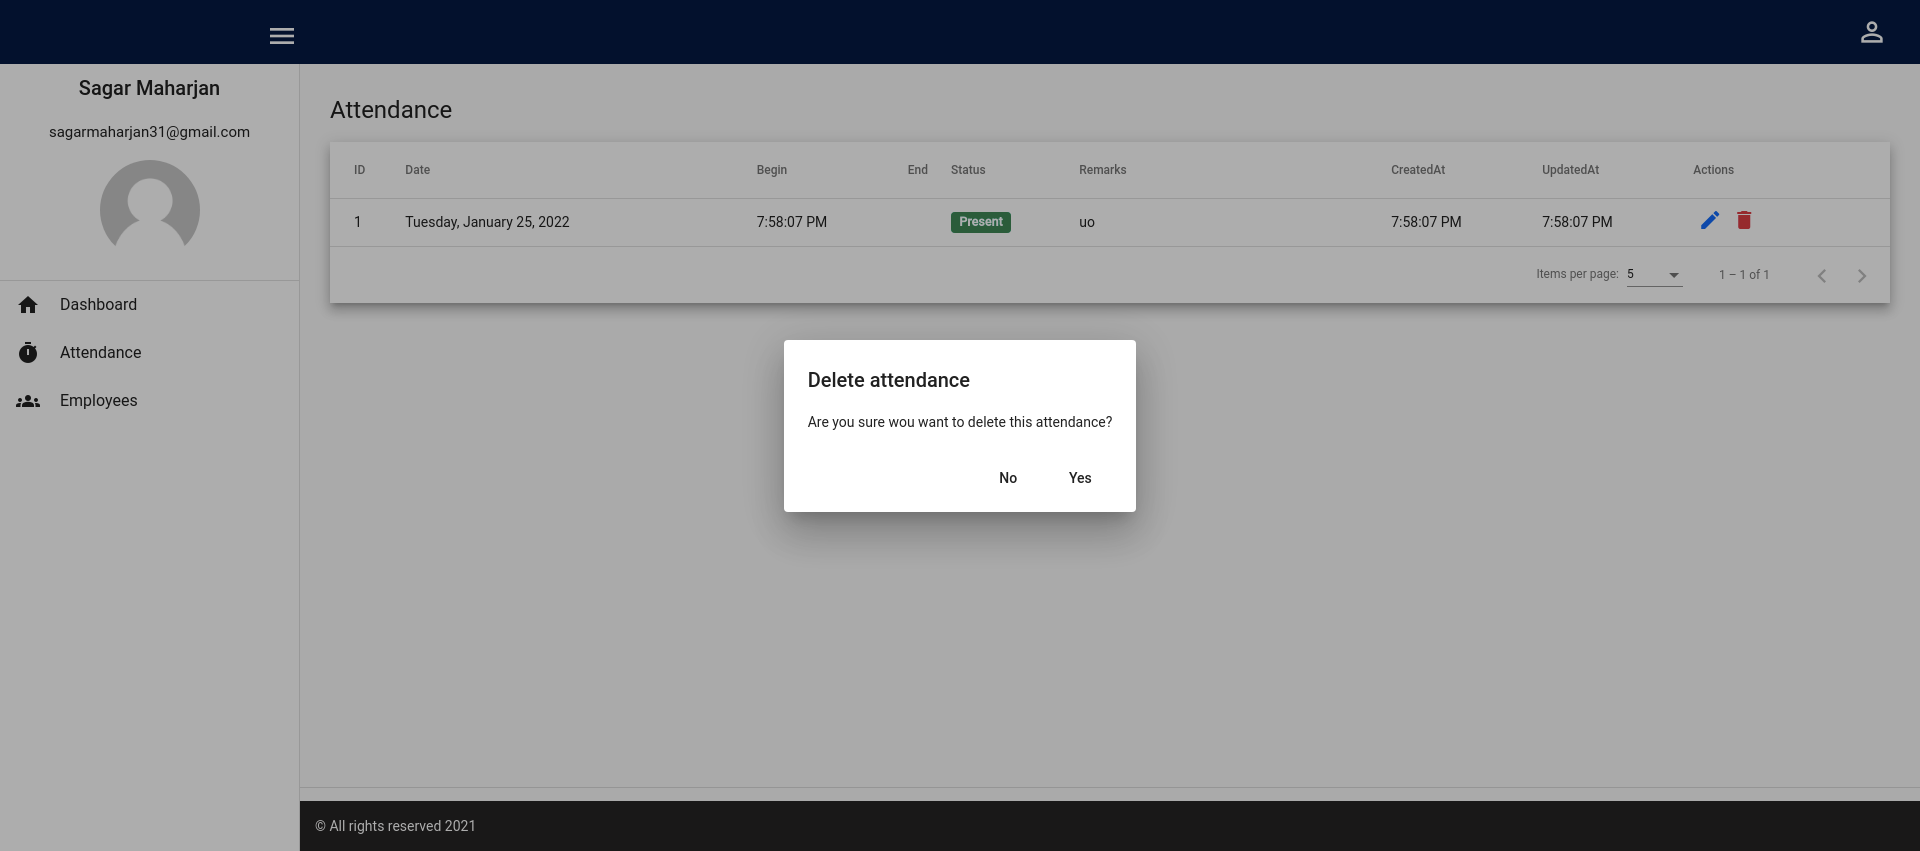 Sagar Maharjan
sagarmaharjan31@gmail.com
Dashboard
Attendance
Employees
Attendance
ID Date Begin End Status Remarks CreatedAt UpdatedAt Actions
1 Tuesday, January 25, 2022 7:58:07 PM Present uo 7:58:07 PM 7:58:07 PM
Items per page: 5 1 – 1 of 1
Delete attendance
Are you sure wou want to delete this attendance?
No Yes
© All rights reserved 2021